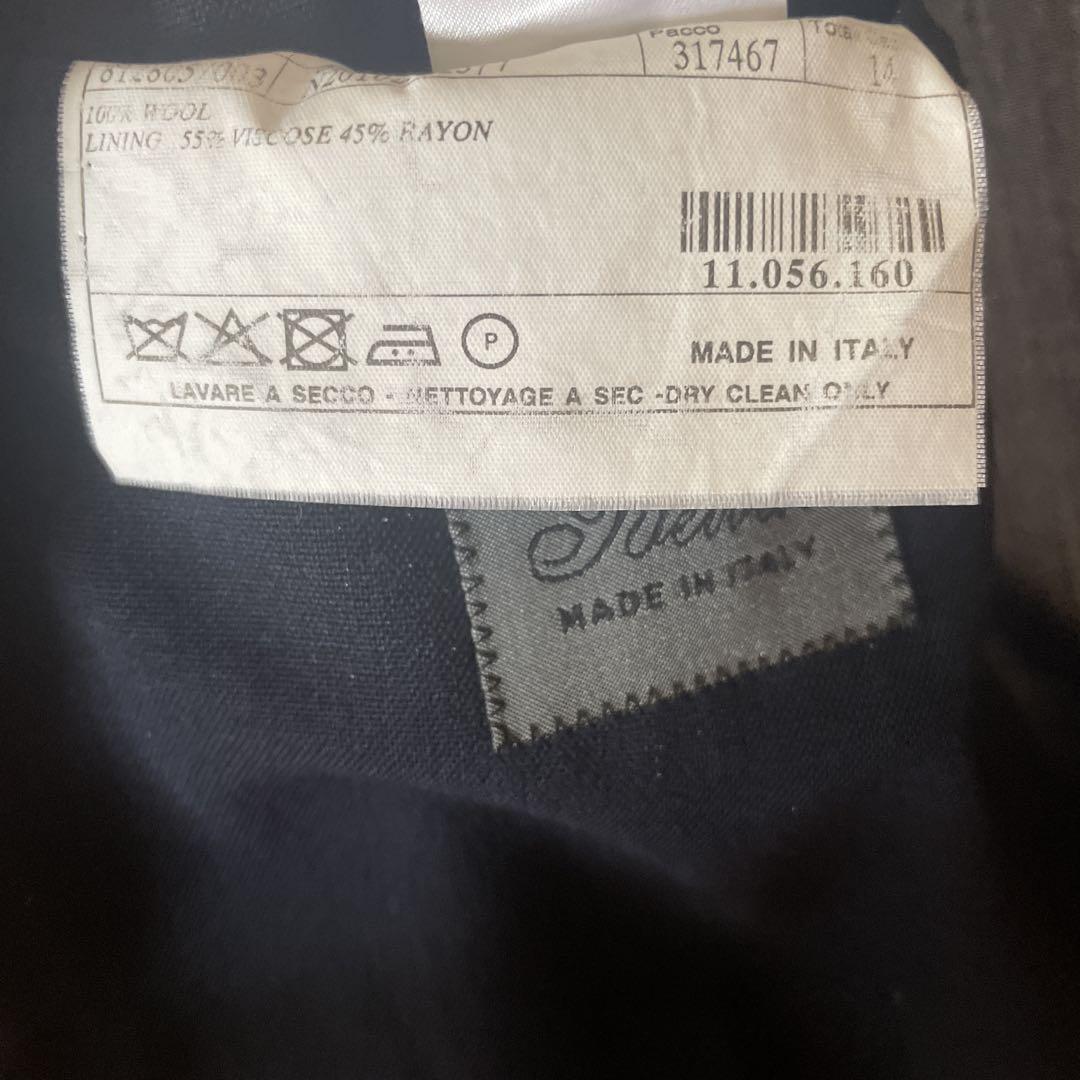 Pacco
317467
14
100% WOOL
LINING 55% VISCOSE 45% RAYON
11.056.160
P
MADE IN ITALY
LAVARE A SECCO - NETTOYAGE A SEC -DRY CLEAN ONLY
MADE IN ITALY